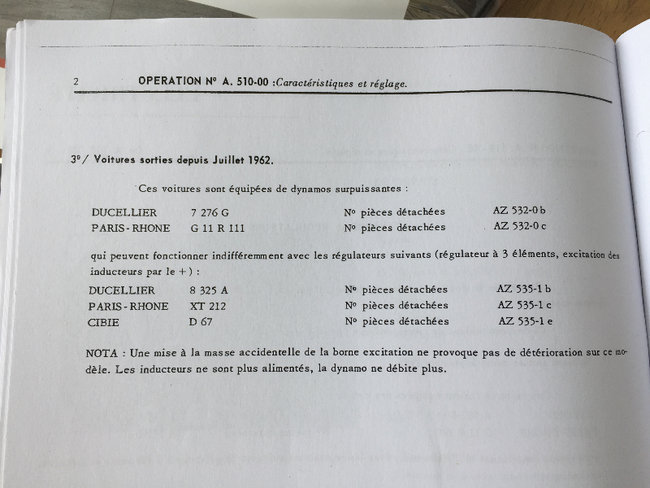 2 OPERATION Nº A. 510-00 :Caractéristiques et réglage.
3º/ Voitures sorties depuis Juillet 1962.
Ces voitures sont équipées de dynamos surpuissantes :
DUCELLIER 7 276 G Nº pièces détachées AZ 532-0 b
PARIS-RHONE G 11 R 111 Nº pièces détachées AZ 532-0 c
qui peuvent fonctionner indifféremment avec les régulateurs suivants (régulateur à 3 éléments, excitation des
inducteurs par le +) :
DUCELLIER 8 325 A Nº pièces détachées AZ 535-1 b
PARIS-RHONE XT 212 Nº pièces détachées AZ 535-1 c
CIBIE D 67 Nº pièces détachées AZ 535-1 e
NOTA : Une mise à la masse accidentelle de la borne excitation ne provoque pas de détérioration sur ce mo-
dèle. Les inducteurs ne sont plus alimentés, la dynamo ne débite plus.